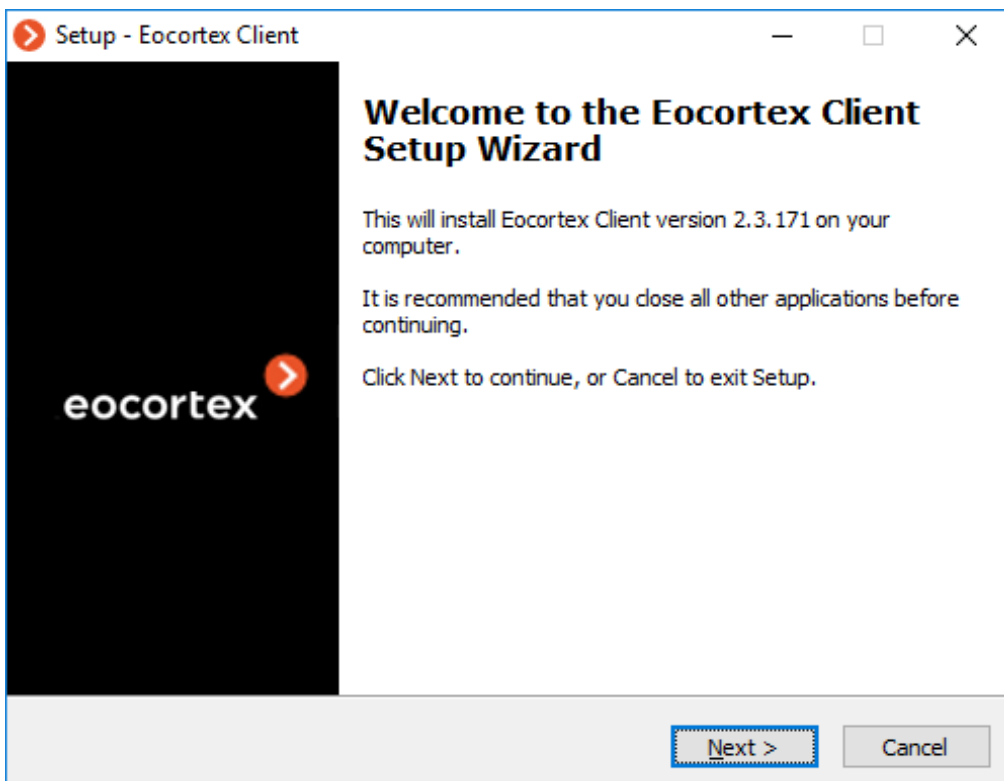 Setup - Eocortex Client
Welcome to the Eocortex Client
Setup Wizard
This will install Eocortex Client version 2.3.171 on your
computer.
It is recommended that you close all other applications before
continuing.
Click Next to continue, or Cancel to exit Setup.
eocortex
Next >
Cancel